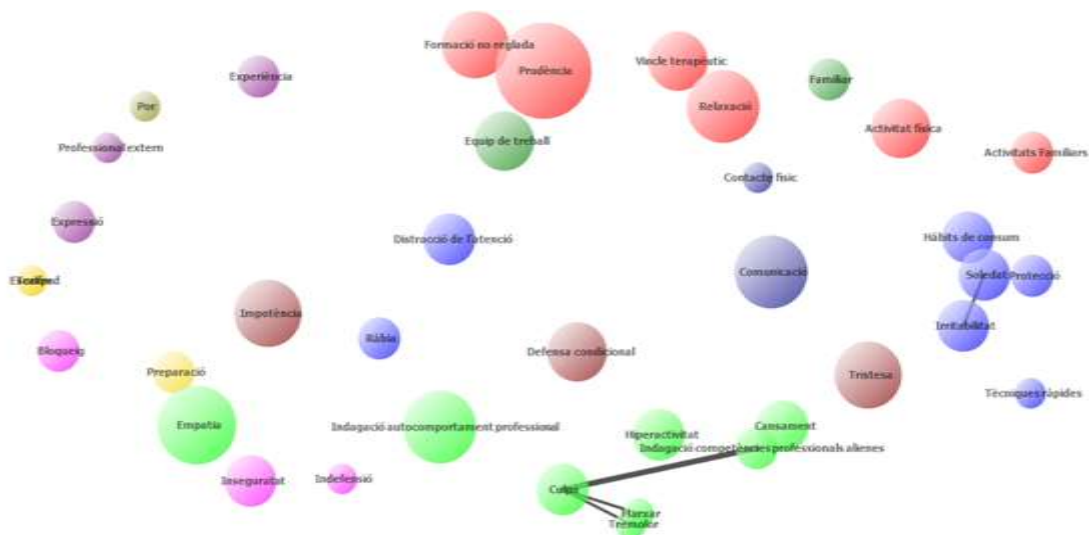 Formació no reglada
Prudència
Vincle terapèutic
Familiar
Experiència
Relaxació
Por
Activitat física
Equip de treball
Professional extern
Activitats Familiars
Contacte físic
Expressió
Distracció de l'atenció
Hàbits de consum
Comunicació
Soledat
Protecció
Impotència
Irritabilitat
Ràbia
Bloqueig
Defensa condicional
Preparació
Tristesa
Tècniques ràpides
Empatia
Indagació autocomportament professional
Cansament
Hiperactivitat
Indagació competències professionals alienes
Inseguretat
Indefensió
Culpa
Marxar
Tremolor